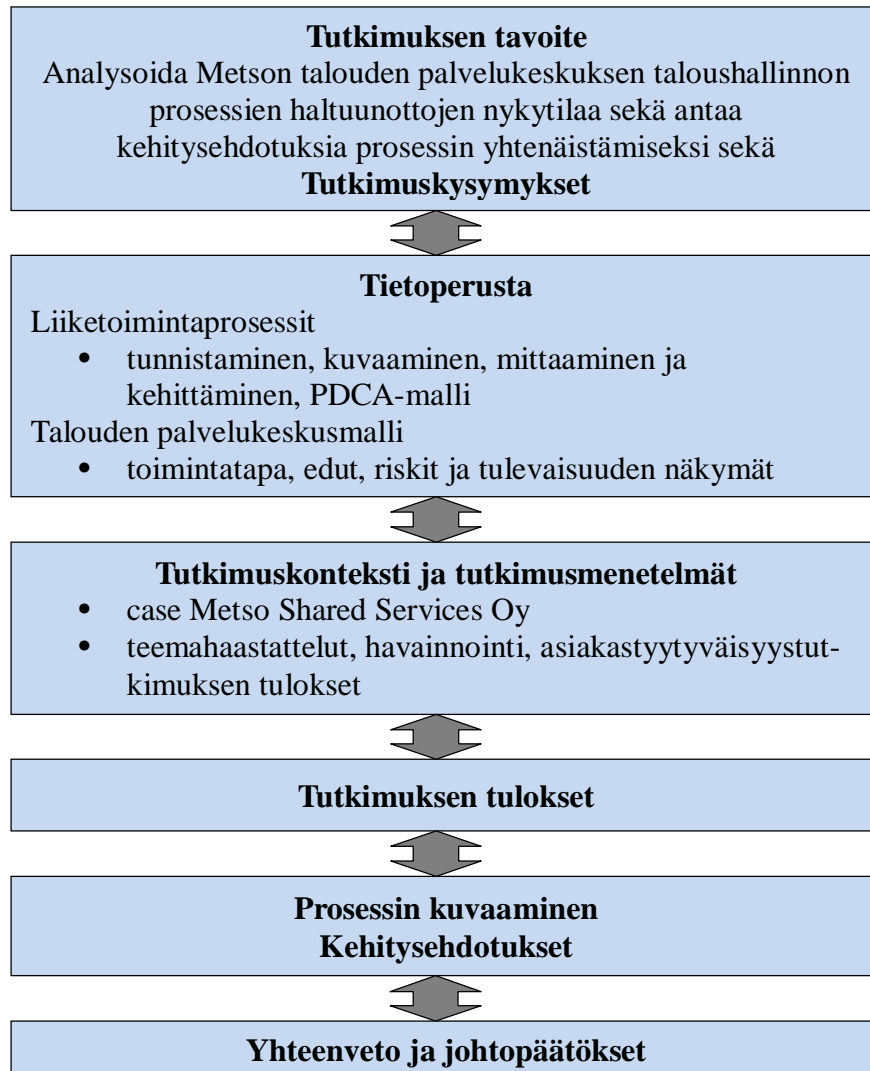 Tutkimuksen tavoite
Analysoida Metson talouden palvelukeskuksen taloushallinnon
prosessien haltuunottojen nykytilaa sekä antaa
kehitysehdotuksia prosessin yhtenäistämiseksi sekä
Tutkimuskysymykset
Tietoperusta
Liiketoimintaprosessit
• tunnistaminen, kuvaaminen, mittaaminen ja
kehittäminen, PDCA-malli
Talouden palvelukeskusmalli
• toimintatapa, edut, riskit ja tulevaisuuden näkymät
Tutkimuskonteksti ja tutkimusmenetelmät
• case Metso Shared Services Oy
• teemahaastattelut, havainnointi, asiakastyytyväisyystut-
kimuksen tulokset
Tutkimuksen tulokset
Prosessin kuvaaminen
Kehitysehdotukset
Yhteenveto ja johtopäätökset